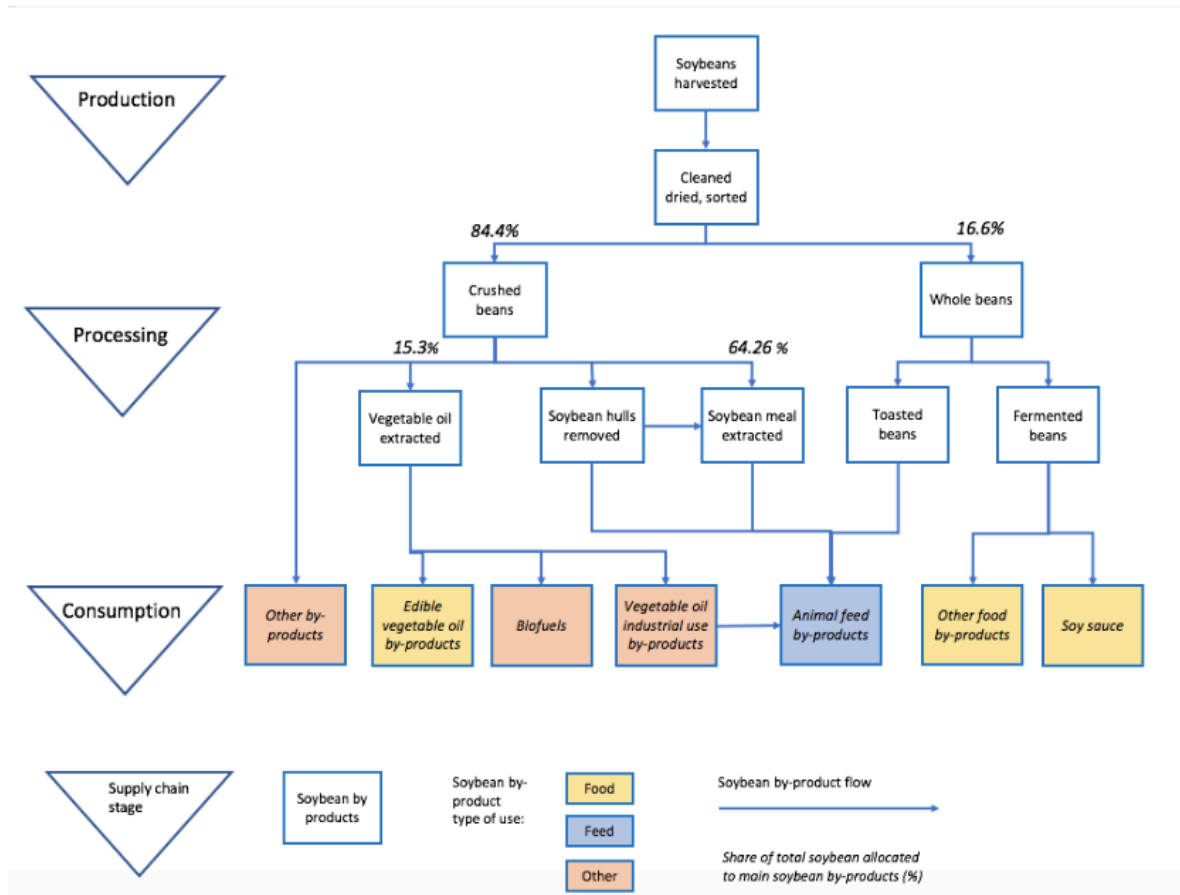 Soybeans
harvested
Production
Cleaned
dried, sorted
84.4%
16.6%
Crushed
beans
Whole beans
Processing
15.3%
64.26 %
Vegetable oil
extracted
Soybean hulls
removed
Soybean meal
extracted
Toasted
beans
Fermented
beans
Consumption
Other by-
products
Edible
vegetable oil
by-products
Biofuels
Vegetable oil
industrial use
by-products
Animal feed
by-products
Other food
by-products
Soy sauce
Supply chain
stage
Soybean by
products
Soybean by-
product
type of use:
Food
Feed
Other
Soybean by-product flow
Share of total soybean allocated
to main soybean by-products (%)